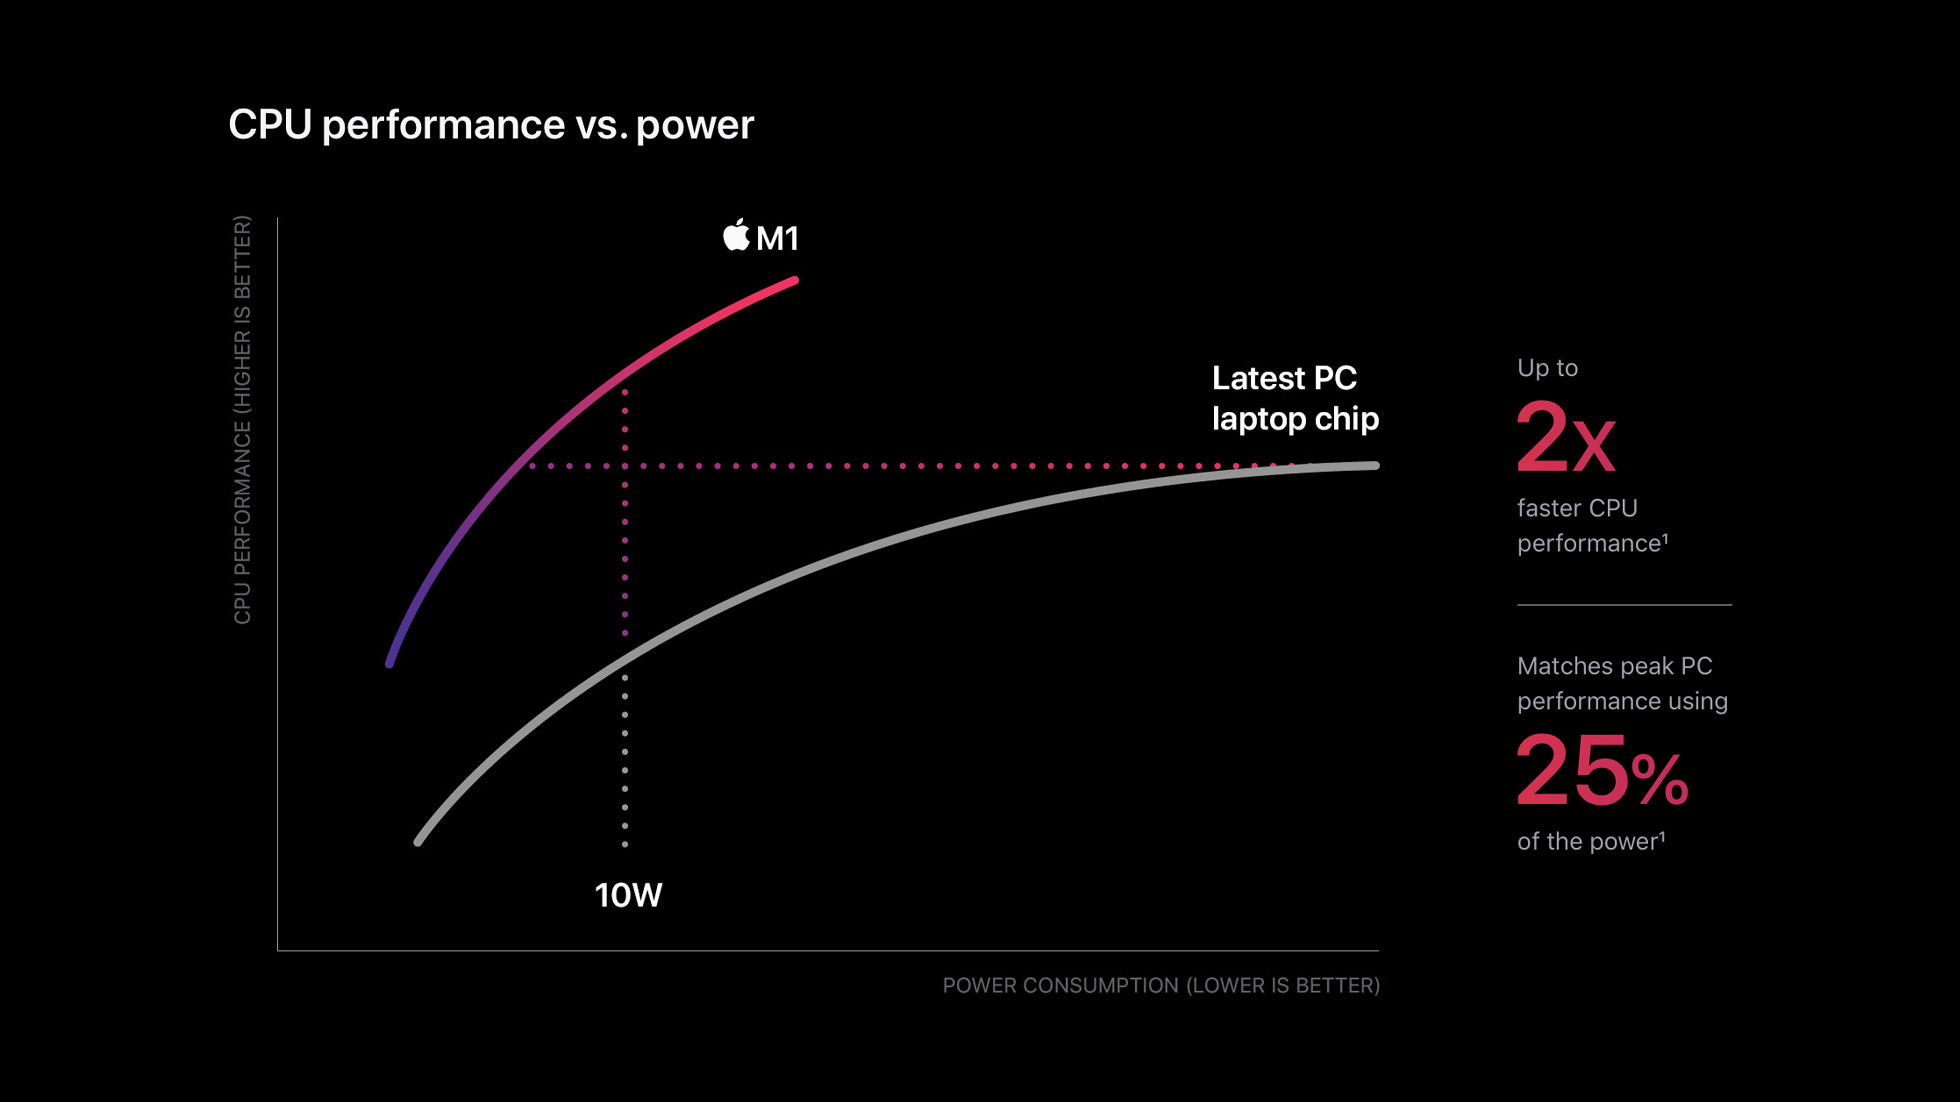 CPU performance vs. power
CPU PERFORMANCE (HIGHER IS BETTER)
M1
Latest PC
laptop chip
10W
POWER CONSUMPTION (LOWER IS BETTER)
Up to
2x
faster CPU
performance¹
Matches peak PC
performance using
25%
of the power¹